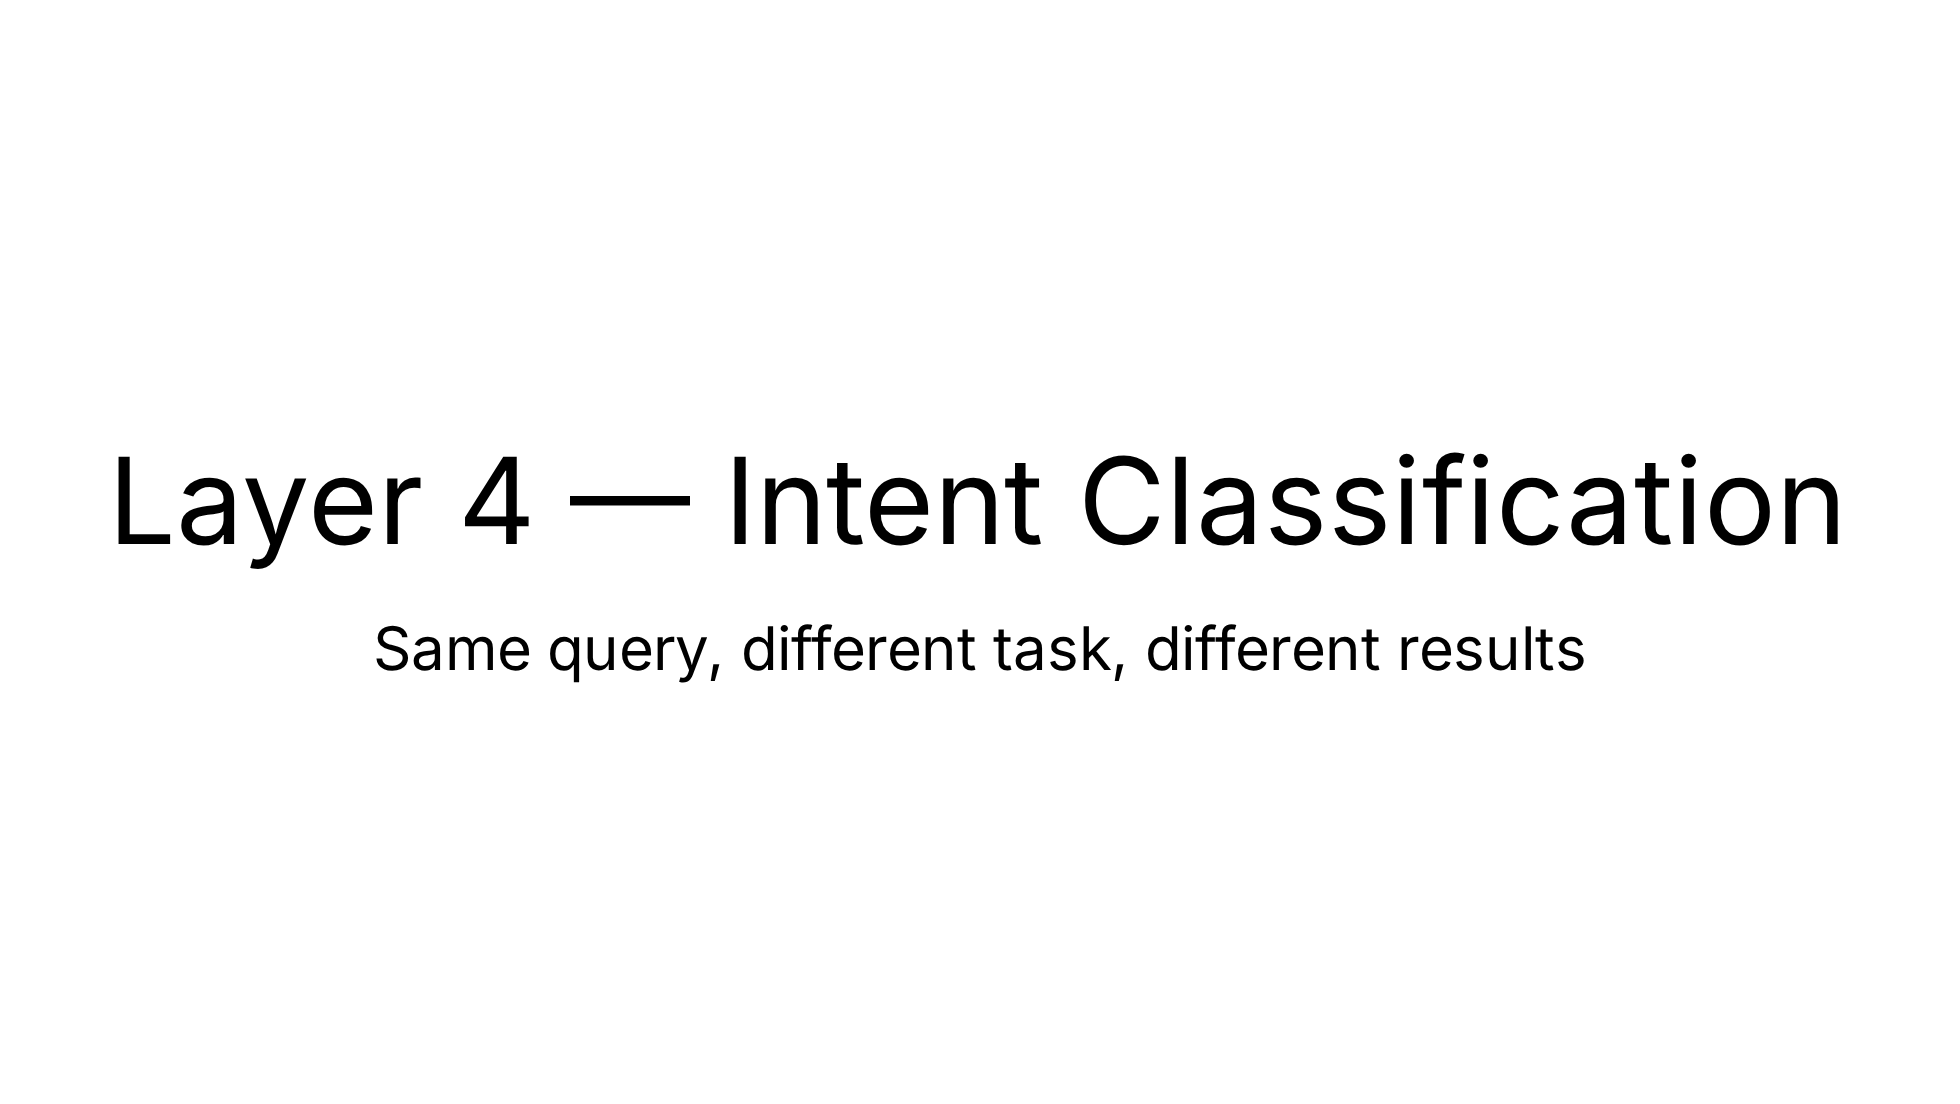 Layer 4 — Intent Classification
Same query, different task, different results